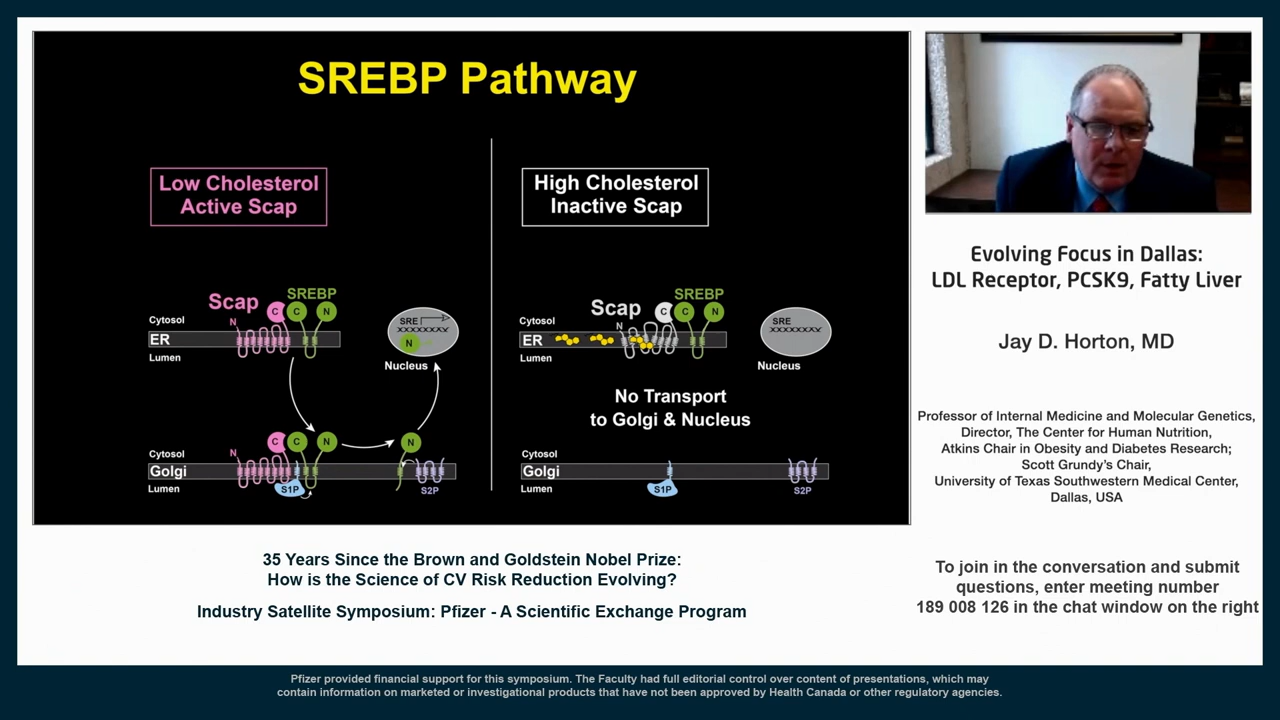 SREBP Pathway
Low Cholesterol
Active Scap
Scap
SREBP
C
C
N
N
Cytosol
ER
Lumen
SRE
XXXXXXXX
N
Nucleus
C
C
N
N
Cytosol
N
Golgi
Lumen
S1P
S2P
High Cholesterol
Inactive Scap
Scap
SREBP
C
C
N
N
Cytosol
ER
Lumen
SRE
XXXXXXXX
Nucleus
No Transport
to Golgi & Nucleus
Cytosol
Golgi
Lumen
S1P
S2P
Evolving Focus in Dallas:
LDL Receptor, PCSK9, Fatty Liver
Jay D. Horton, MD
Professor of Internal Medicine and Molecular Genetics,
Director, The Center for Human Nutrition,
Atkins Chair in Obesity and Diabetes Research;
Scott Grundy's Chair,
University of Texas Southwestern Medical Center,
Dallas, USA
35 Years Since the Brown and Goldstein Nobel Prize:
How is the Science of CV Risk Reduction Evolving?
Industry Satellite Symposium: Pfizer - A Scientific Exchange Program
To join in the conversation and submit
questions, enter meeting number
189 008 126 in the chat window on the right
Pfizer provided financial support for this symposium. The Faculty had full editorial control over content of presentations, which may
contain information on marketed or investigational products that have not been approved by Health Canada or other regulatory agencies.